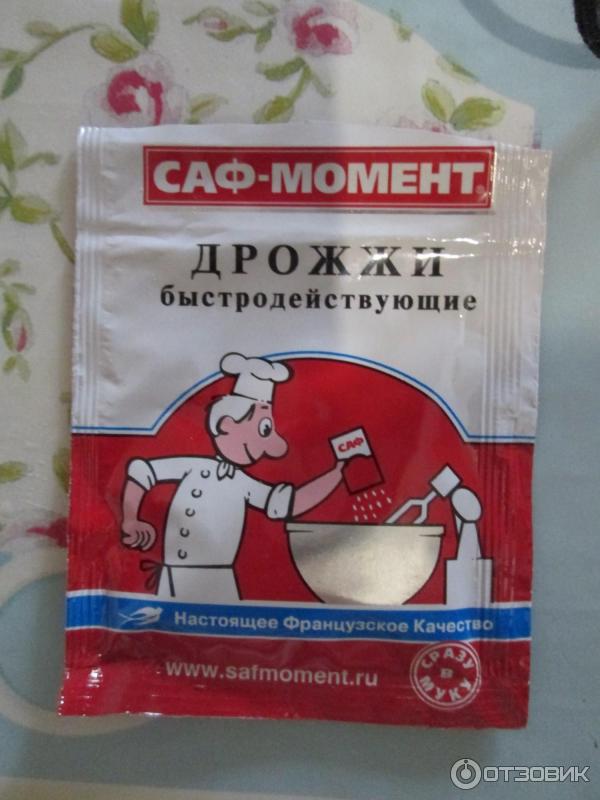 САФ-МОМЕНТ®
ДРОЖЖИ
быстродействующие
САФ
Настоящее Французское Качество
www.safmoment.ru
СРАЗУ
В
МУКУ
ОТЗОВИК